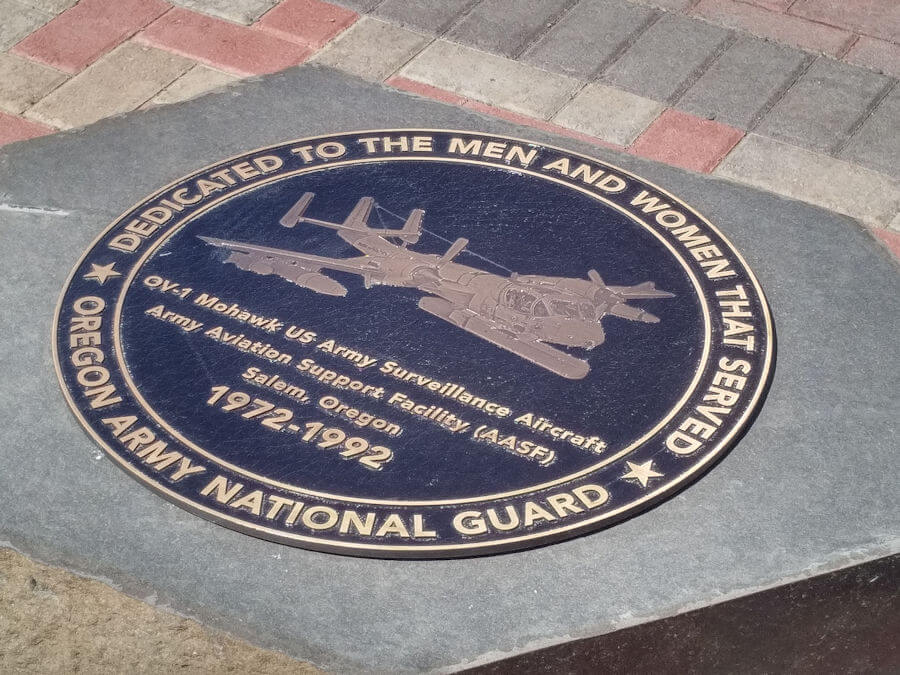 DEDICATED TO THE MEN AND WOMEN THAT SERVED
OV-1 Mohawk US Army Surveillance Aircraft
Army Aviation Support Facility (AASF)
Salem, Oregon
1972-1992
OREGON ARMY NATIONAL GUARD